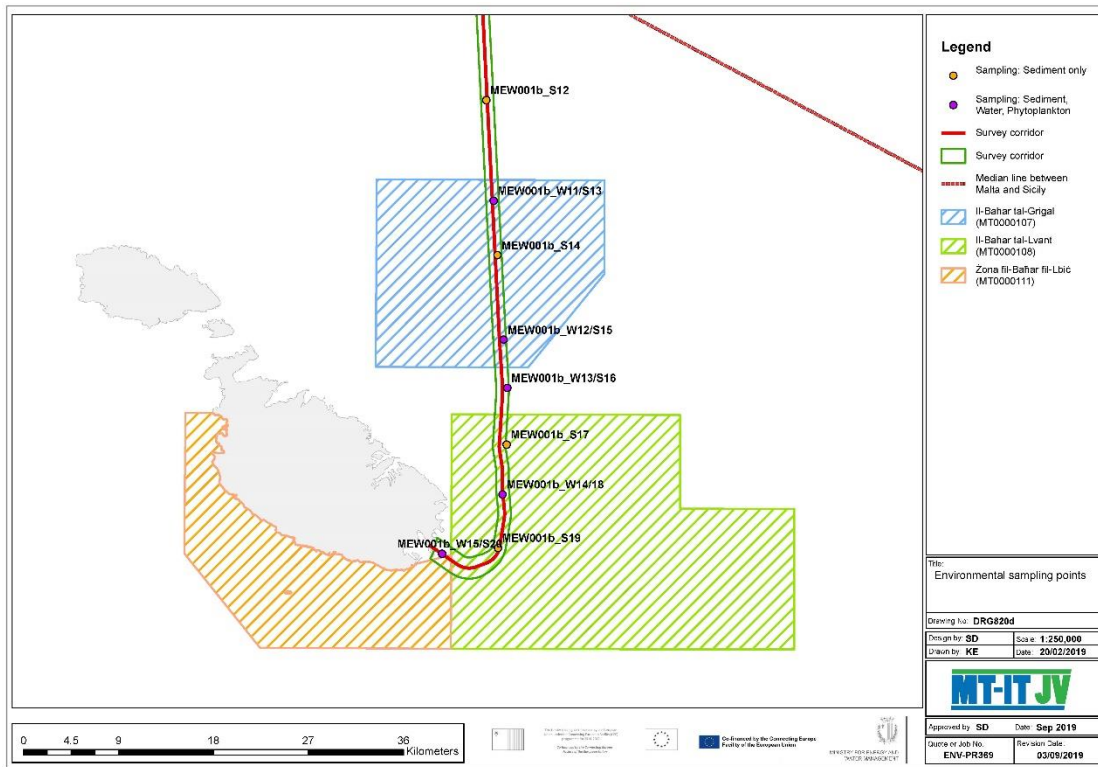 MEW001b_S12
MEW001b_W11/S13
MEW001b_S14
MEW001b_W12/S15
MEW001b_W13/S16
MEW001b_S17
MEW001b_W14/18
MEW001b_S19
MEW001b_W15/S20
Legend
Sampling: Sediment only
Sampling: Sediment,
Water, Phytoplankton
Survey corridor
Survey corridor
Median line between
Malta and Sicily
Il-Bahar tal-Grigal
(MT0000107)
Il-Bahar tal-Lvant
(MT0000108)
Żona fil-Baħar fil-Lbiċ
(MT0000111)
Title:
Environmental sampling points
Drawing No: DRG820d
Design by: SD
Scale: 1:250,000
Drawn by: KE
Date: 20/02/2019
MT-IT JV
Approved by: SD
Date: Sep 2019
Quote or Job No.
ENV-PR369
Revision Date:
03/09/2019
0 4.5 9 18 27 36
Kilometers
Co-financed by the Connecting Europe
Facility of the European Union
MINISTRY FOR ENERGY AND
WATER MANAGEMENT